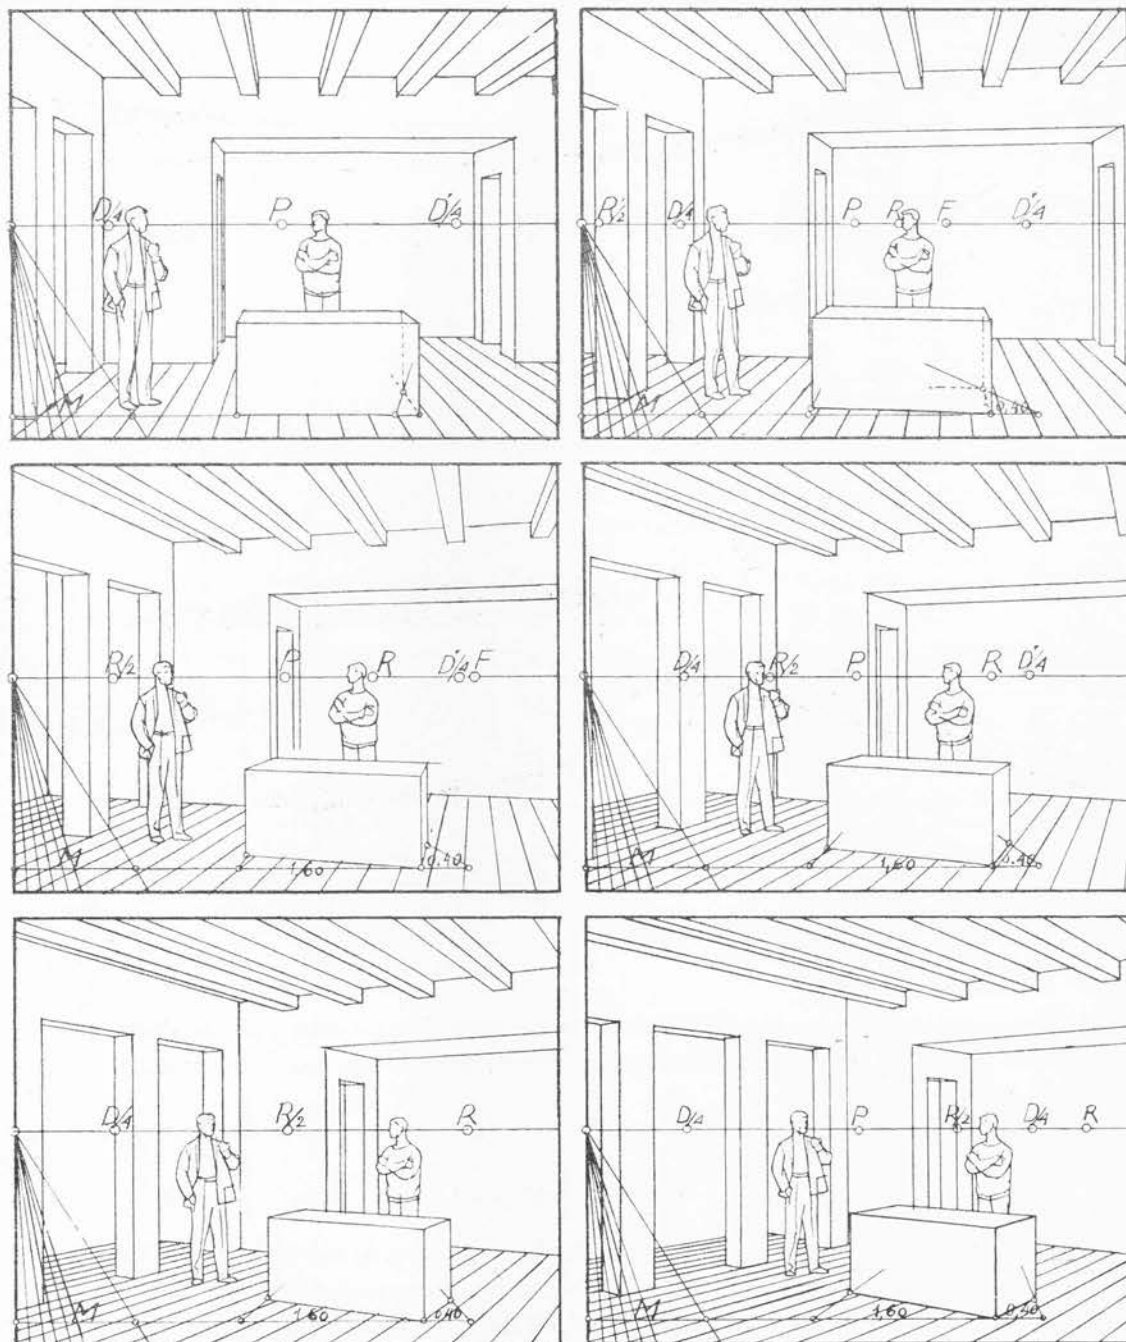 D/4 P D'/4
M
R'/2 D/4 P R F D'/4
M 0,40
R/2 P R D'/4 F
M 1,60 0,40
D/4 R/2 P R D'/4
M 1,60 0,40
D/4 R/2 R
M 1,60 0,40
D/4 P R/2 D/4 R
M 1,60 0,40